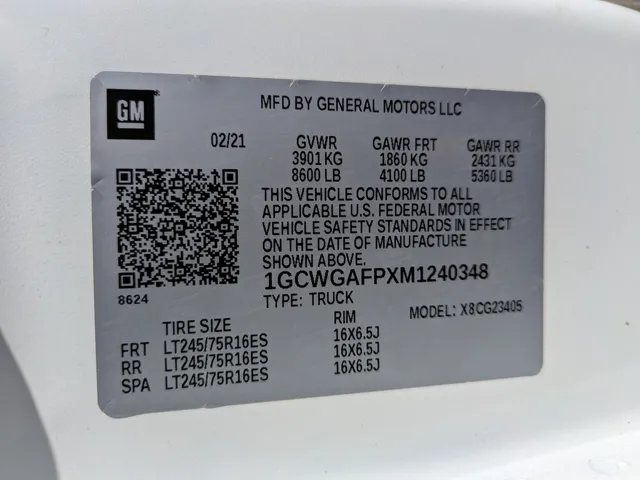 GM
MFD BY GENERAL MOTORS LLC
02/21 GVWR GAWR FRT GAWR RR
3901 KG 1860 KG 2431 KG
8600 LB 4100 LB 5360 LB
THIS VEHICLE CONFORMS TO ALL
APPLICABLE U.S. FEDERAL MOTOR
VEHICLE SAFETY STANDARDS IN EFFECT
ON THE DATE OF MANUFACTURE
SHOWN ABOVE.
8624
1GCWGAFPXM1240348
TYPE: TRUCK MODEL: X8CG23405
TIRE SIZE RIM
FRT LT245/75R16ES 16X6.5J
RR LT245/75R16ES 16X6.5J
SPA LT245/75R16ES 16X6.5J